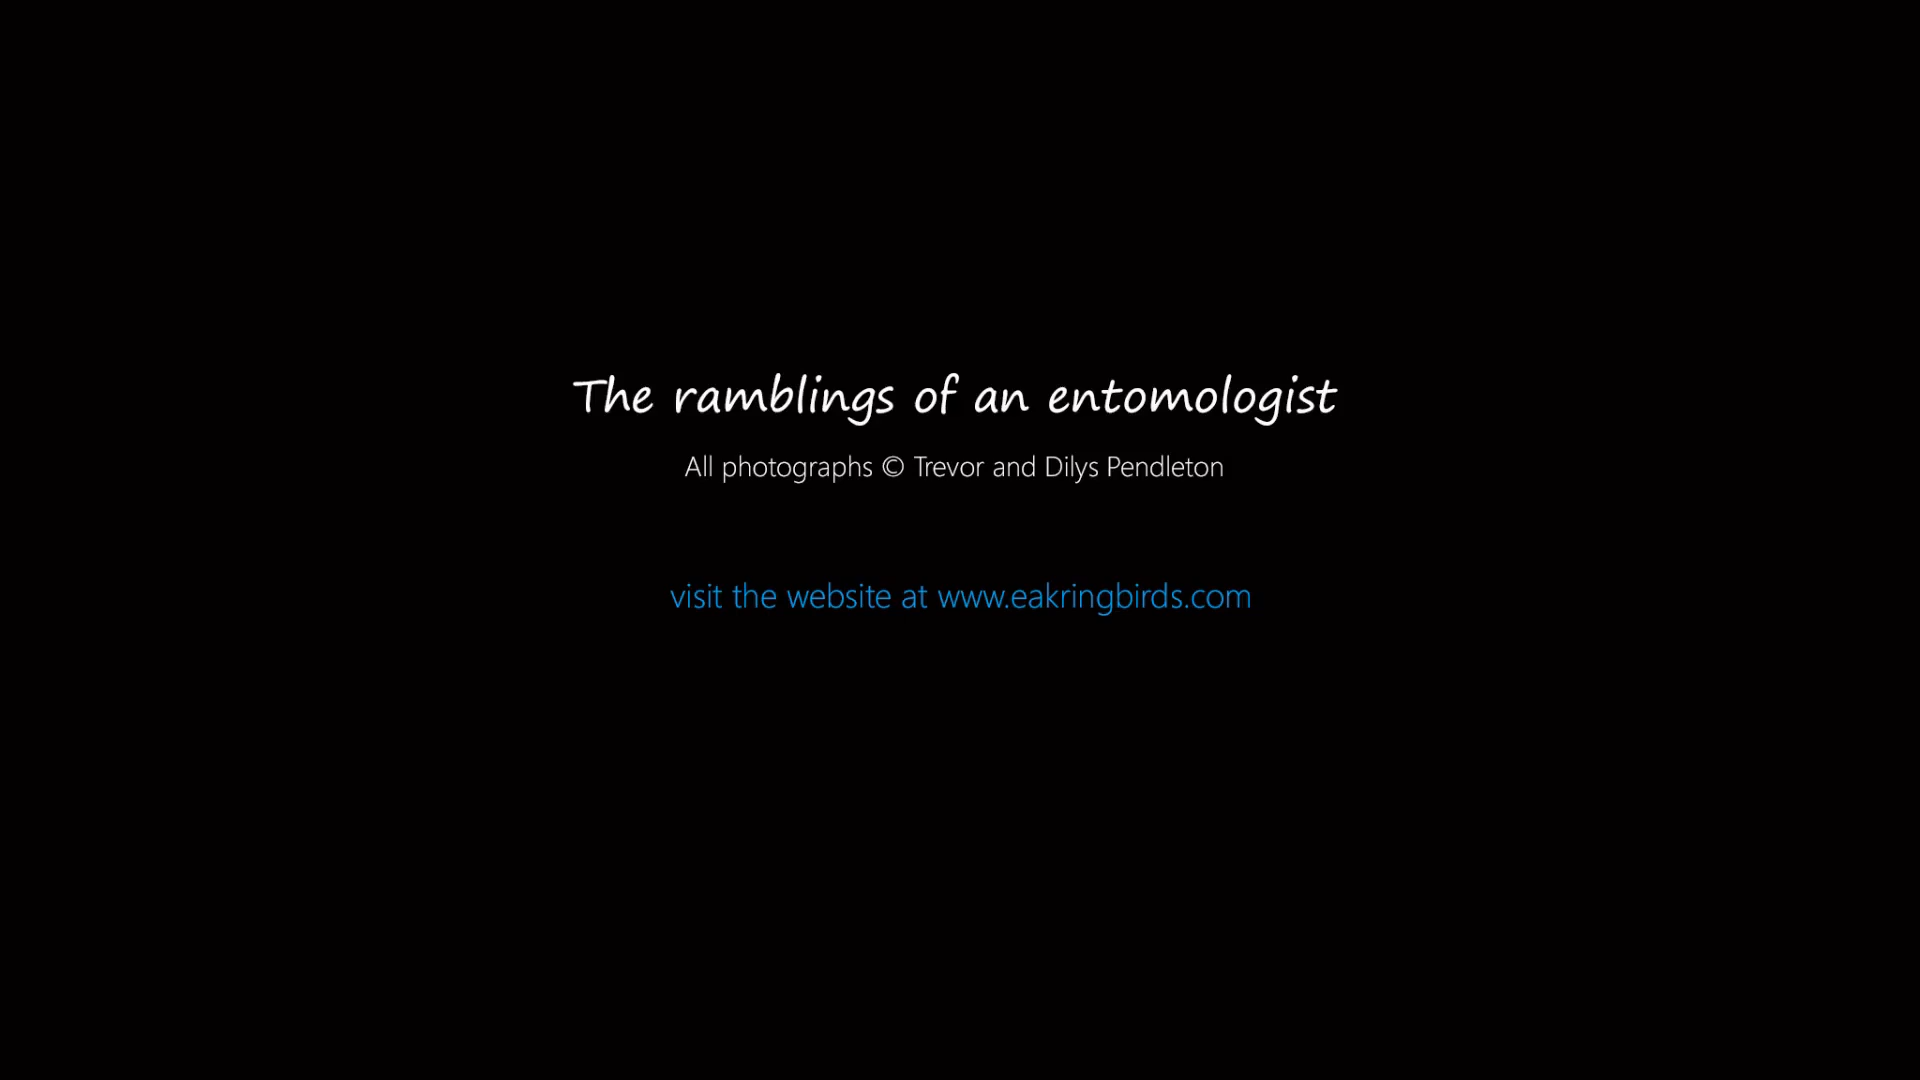 The ramblings of an entomologist
All photographs © Trevor and Dilys Pendleton
visit the website at www.eakringbirds.com